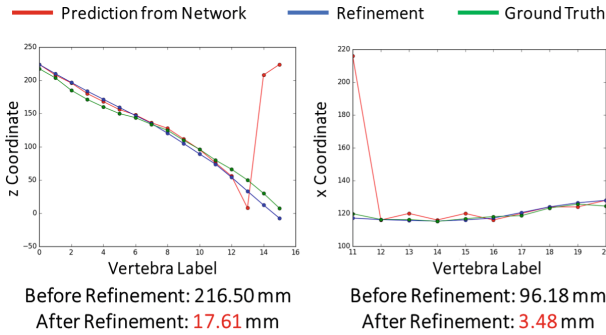 Prediction from Network Refinement Ground Truth
250
200
150
100
50
0
−50
0 2 4 6 8 10 12 14 16
z Coordinate
Vertebra Label
220
200
180
160
140
120
100
11 12 13 14 15 16 17 18 19
x Coordinate
Vertebra Label
Before Refinement: 216.50 mm
After Refinement: 17.61 mm
Before Refinement: 96.18 mm
After Refinement: 3.48 mm